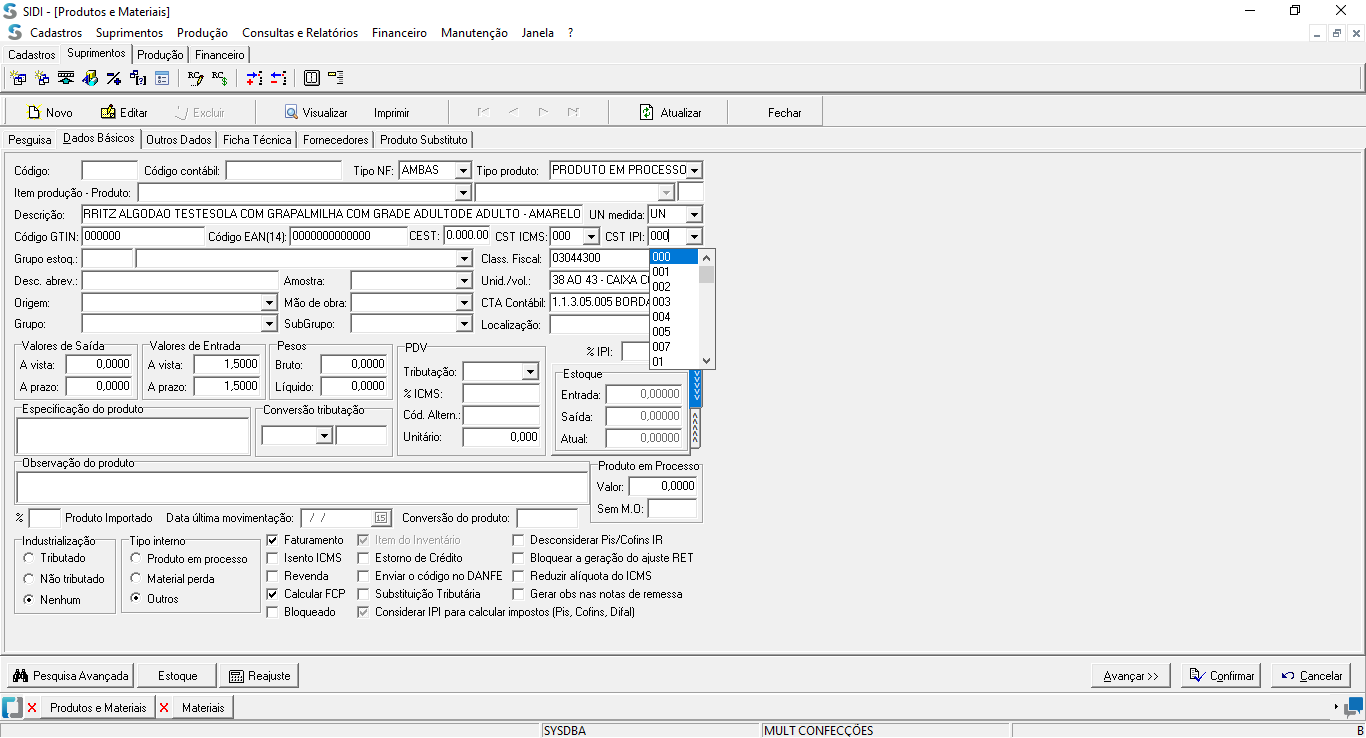 SIDI - [Produtos e Materiais]
Cadastros Suprimentos Produção Consultas e Relatórios Financeiro Manutenção Janela ?
Cadastros Suprimentos Produção Financeiro
Novo Editar Excluir Visualizar Imprimir Atualizar Fechar
Pesquisa Dados Básicos Outros Dados Ficha Técnica Fornecedores Produto Substituto
Código: Código contábil: Tipo NF: AMBAS Tipo produto: PRODUTO EM PROCESSO
Item produção - Produto:
Descrição: RRITZ ALGODAO TESTESOLA COM GRAPALMILHA COM GRADE ADULTODE ADULTO - AMARELO UN medida: UN
Código GTIN: 000000 Código EAN(14): 0000000000000 CEST: 0.000.00 CST ICMS: 000 CST IPI: 000
Grupo estoq.: Class. Fiscal: 03044300
Desc. abrev.: Amostra: Unid./vol.: 38 AO 43 - CAIXA
Origem: Mão de obra: CTA Contábil: 1.1.3.05.005
Grupo: SubGrupo: Localização:
000
001
002
003
004
005
007
01
Valores de Saída Valores de Entrada Pesos PDV
A vista: 0,0000 A vista: 1,5000 Bruto: 0,0000 Tributação: % IPI:
A prazo: 0,0000 A prazo: 1,5000 Líquido: 0,0000 % ICMS:
Estoque
Entrada: 0,00000
Saída: 0,00000
Atual: 0,00000
Especificação do produto Conversão tributação Cód. Altern.:
Unitário: 0,000
Observação do produto Produto em Processo
Valor: 0,0000
Sem M.O:
% Produto Importado Data última movimentação: / / 15 Conversão do produto:
Industrialização Tipo interno Faturamento Item do Inventário Desconsiderar Pis/Cofins IR
Tributado Produto em processo Isento ICMS Estorno de Crédito Bloquear a geração do ajuste RET
Não tributado Material perda Revenda Enviar o código no DANFE Reduzir alíquota do ICMS
Nenhum Outros Calcular FCP Substituição Tributária Gerar obs nas notas de remessa
Bloqueado Considerar IPI para calcular impostos (Pis, Cofins, Difal)
Pesquisa Avançada Estoque Reajuste Avançar >> Confirmar Cancelar
Produtos e Materiais Materiais
SYSDBA MULT CONFECÇÕES B